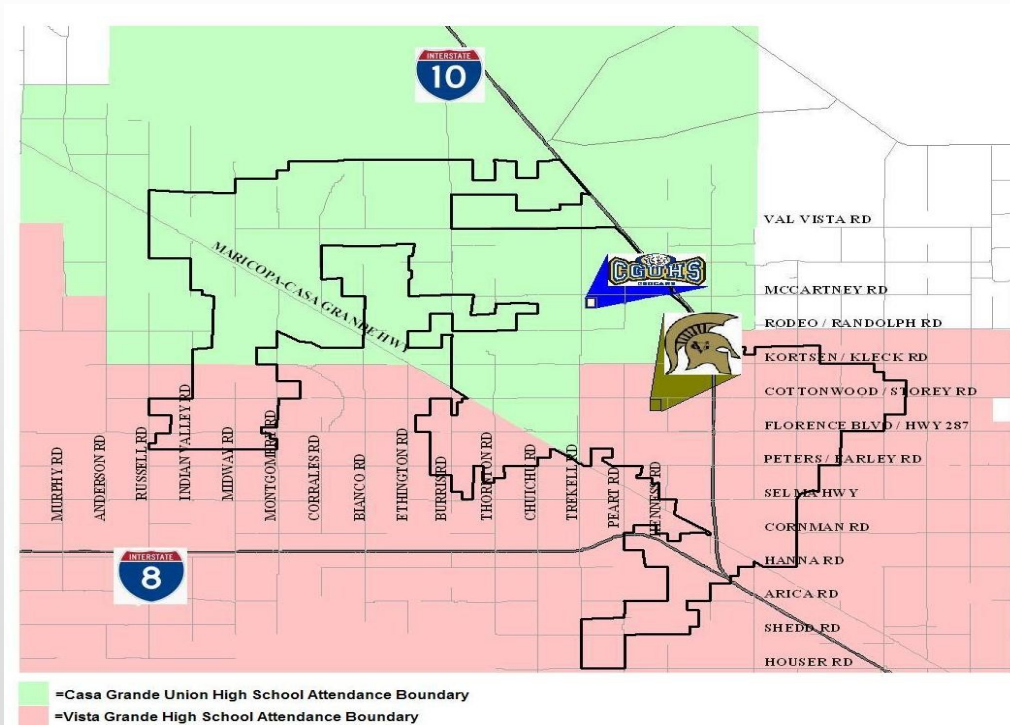 INTERSTATE
10
VAL VISTA RD
CGUHS
COUGARS
MARICOPA-CASA GRANDE HWY
MCCARTNEY RD
RODEO / RANDOLPH RD
KORTSEN / KLECK RD
COTTONWOOD / STOREY RD
FLORENCE BLVD / HWY 287
PETERS / EARLEY RD
SELMA HWY
CORNMAN RD
HANNA RD
ARICA RD
SHEDD RD
HOUSER RD
MURPHY RD
ANDERSON RD
RUSSELL RD
INDIAN VALLEY RD
MIDWAY RD
MONTGOMERY RD
CORRALES RD
BIANCO RD
ETHINGTON RD
BURRIS RD
THORNTON RD
CHUICHU RD
TREKELL RD
PEART RD
HENNESS RD
INTERSTATE
8
=Casa Grande Union High School Attendance Boundary
=Vista Grande High School Attendance Boundary